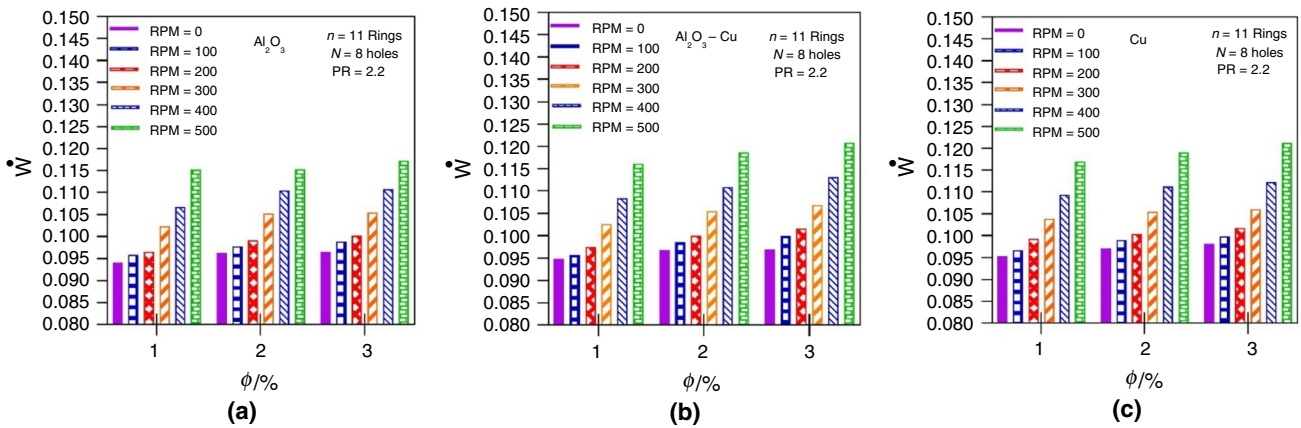 0.150
0.145
0.140
0.135
0.130
0.125
0.120
0.115
0.110
0.105
0.100
0.095
0.090
0.085
0.080
Ẇ
RPM = 0
RPM = 100
RPM = 200
RPM = 300
RPM = 400
RPM = 500
Al₂O₃
n = 11 Rings
N = 8 holes
PR = 2.2
1 2 3
ϕ/%
(a)
0.150
0.145
0.140
0.135
0.130
0.125
0.120
0.115
0.110
0.105
0.100
0.095
0.090
0.085
0.080
Ẇ
RPM = 0
RPM = 100
RPM = 200
RPM = 300
RPM = 400
RPM = 500
Al₂O₃ – Cu
n = 11 Rings
N = 8 holes
PR = 2.2
1 2 3
ϕ/%
(b)
0.150
0.145
0.140
0.135
0.130
0.125
0.120
0.115
0.110
0.105
0.100
0.095
0.090
0.085
0.080
Ẇ
RPM = 0
RPM = 100
RPM = 200
RPM = 300
RPM = 400
RPM = 500
Cu
n = 11 Rings
N = 8 holes
PR = 2.2
1 2 3
ϕ/%
(c)